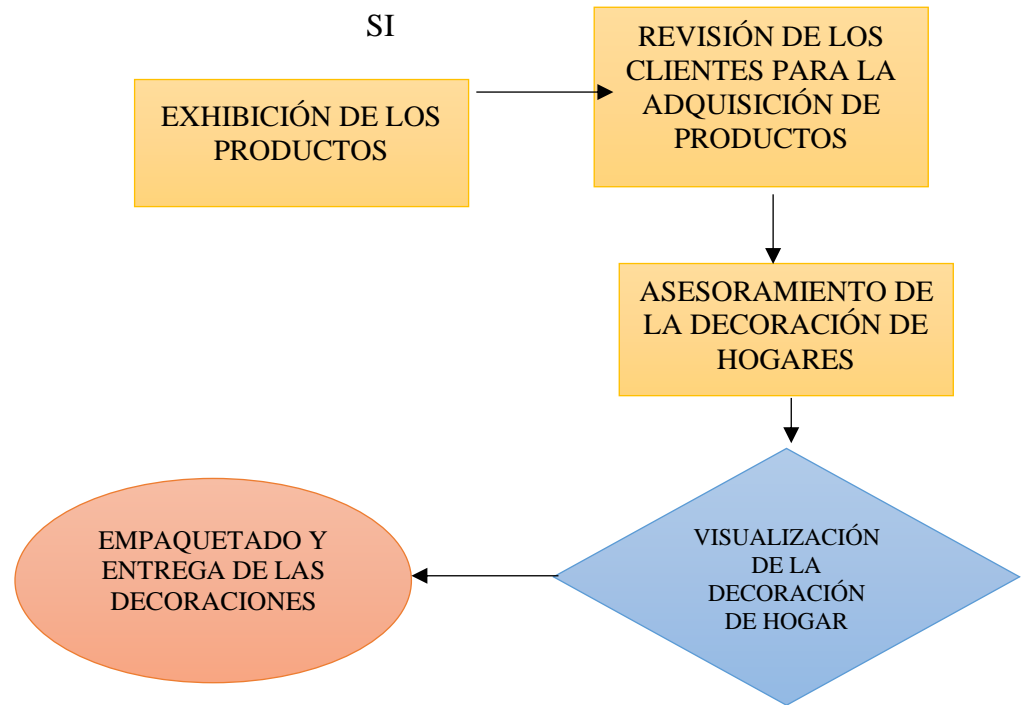 SI
EXHIBICIÓN DE LOS
PRODUCTOS
REVISIÓN DE LOS
CLIENTES PARA LA
ADQUISICIÓN DE
PRODUCTOS
ASESORAMIENTO DE
LA DECORACIÓN DE
HOGARES
VISUALIZACIÓN
DE LA
DECORACIÓN
DE HOGAR
EMPAQUETADO Y
ENTREGA DE LAS
DECORACIONES